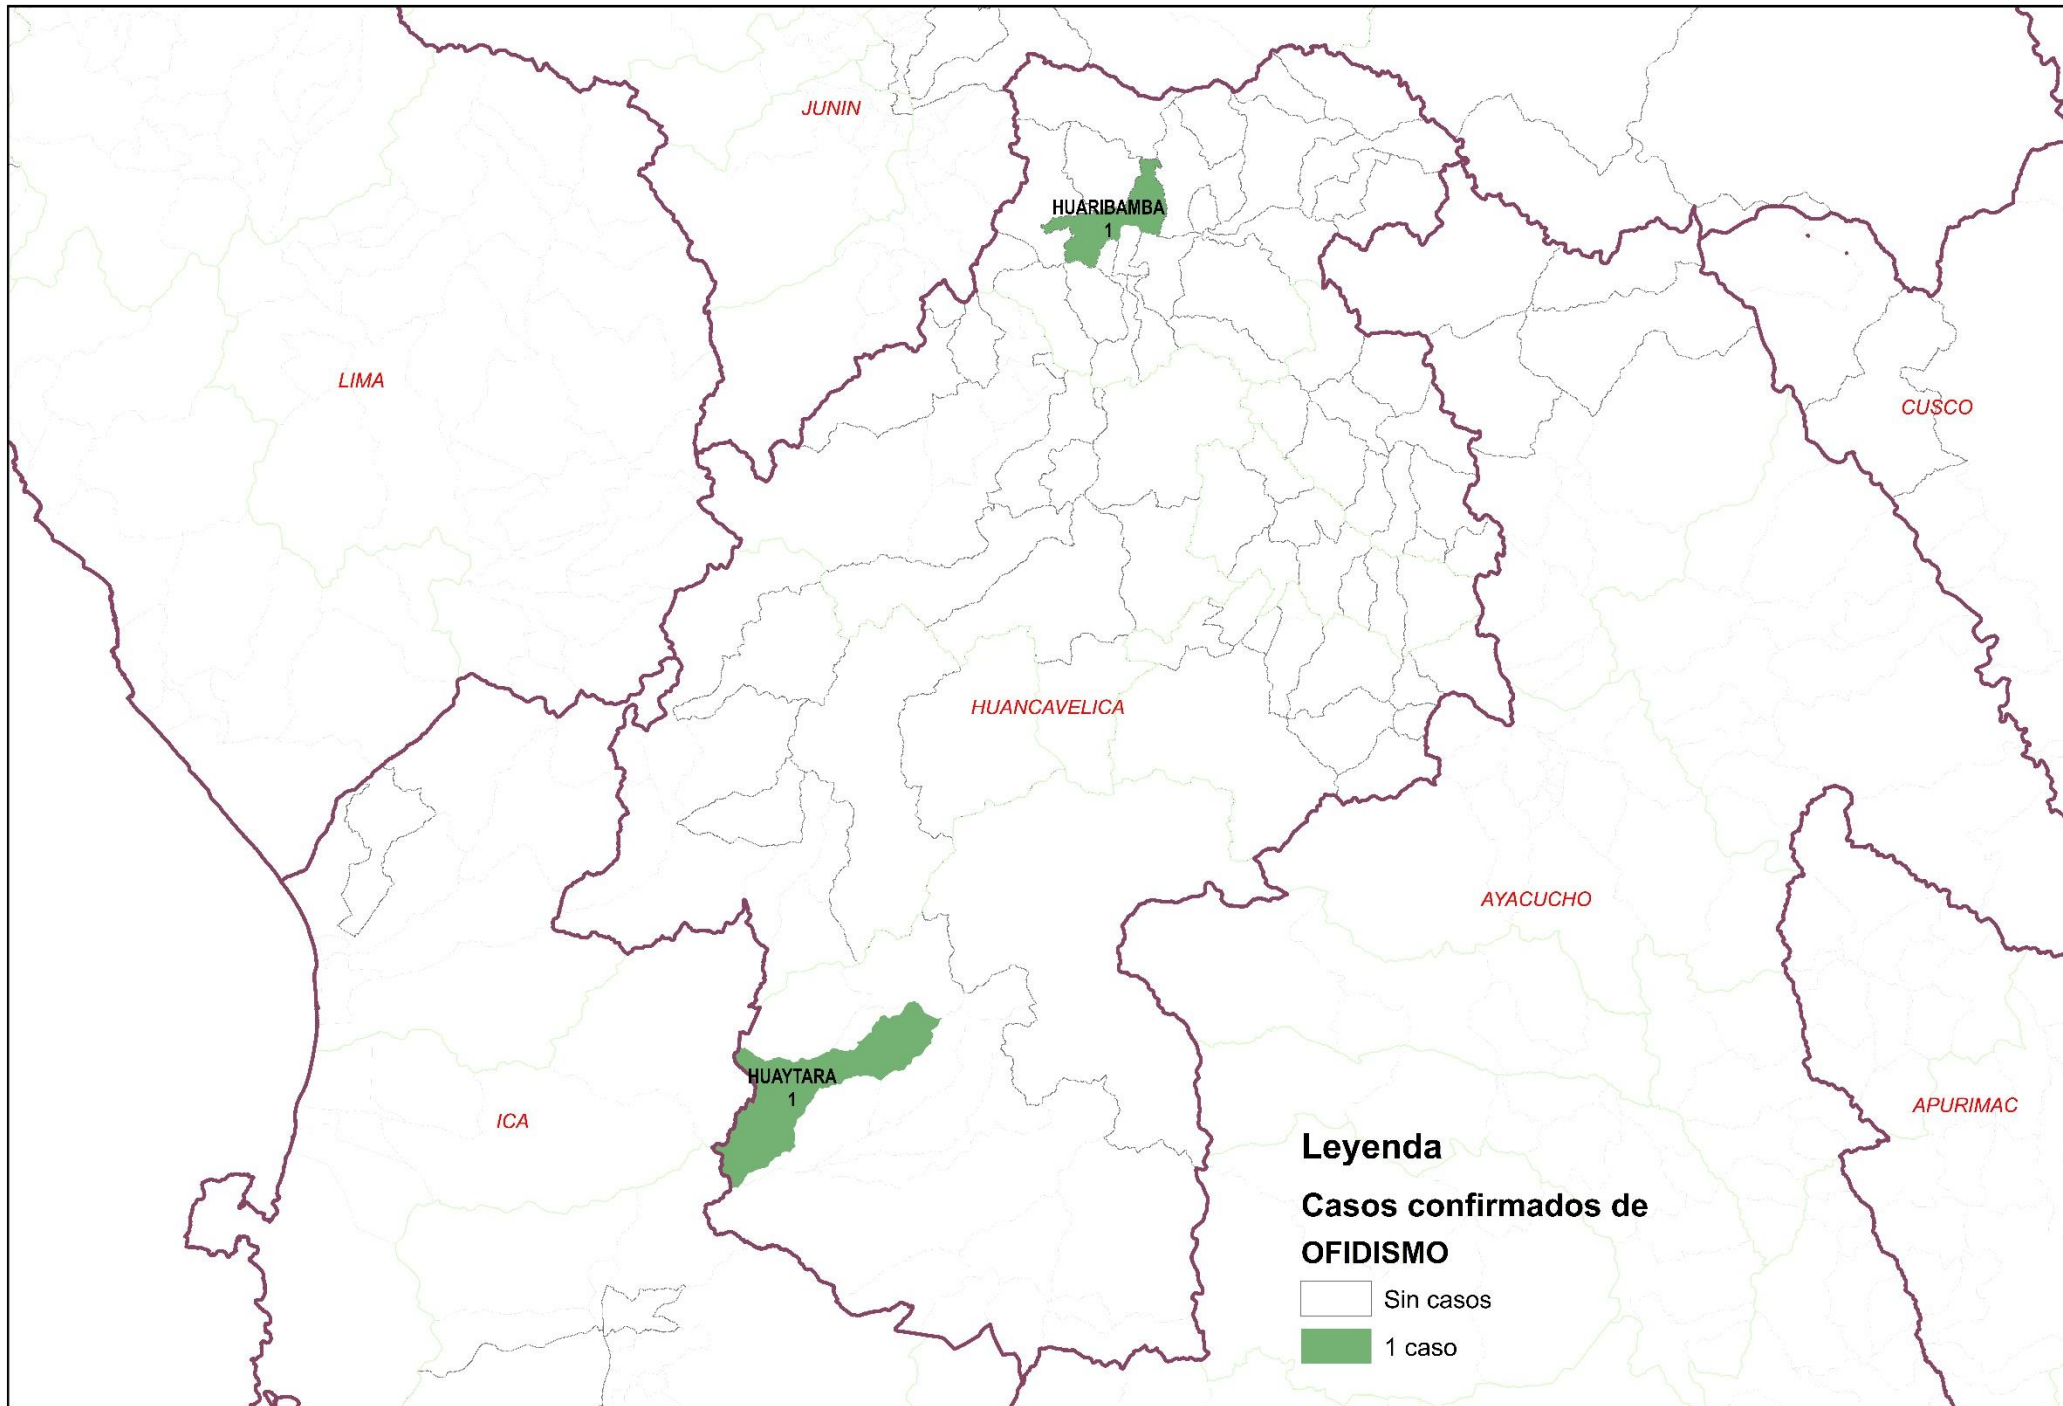 JUNIN
HUARIBAMBA
1
LIMA
CUSCO
HUANCAVELICA
AYACUCHO
HUAYTARA
1
ICA
APURIMAC
Leyenda
Casos confirmados de
OFIDISMO
Sin casos
1 caso